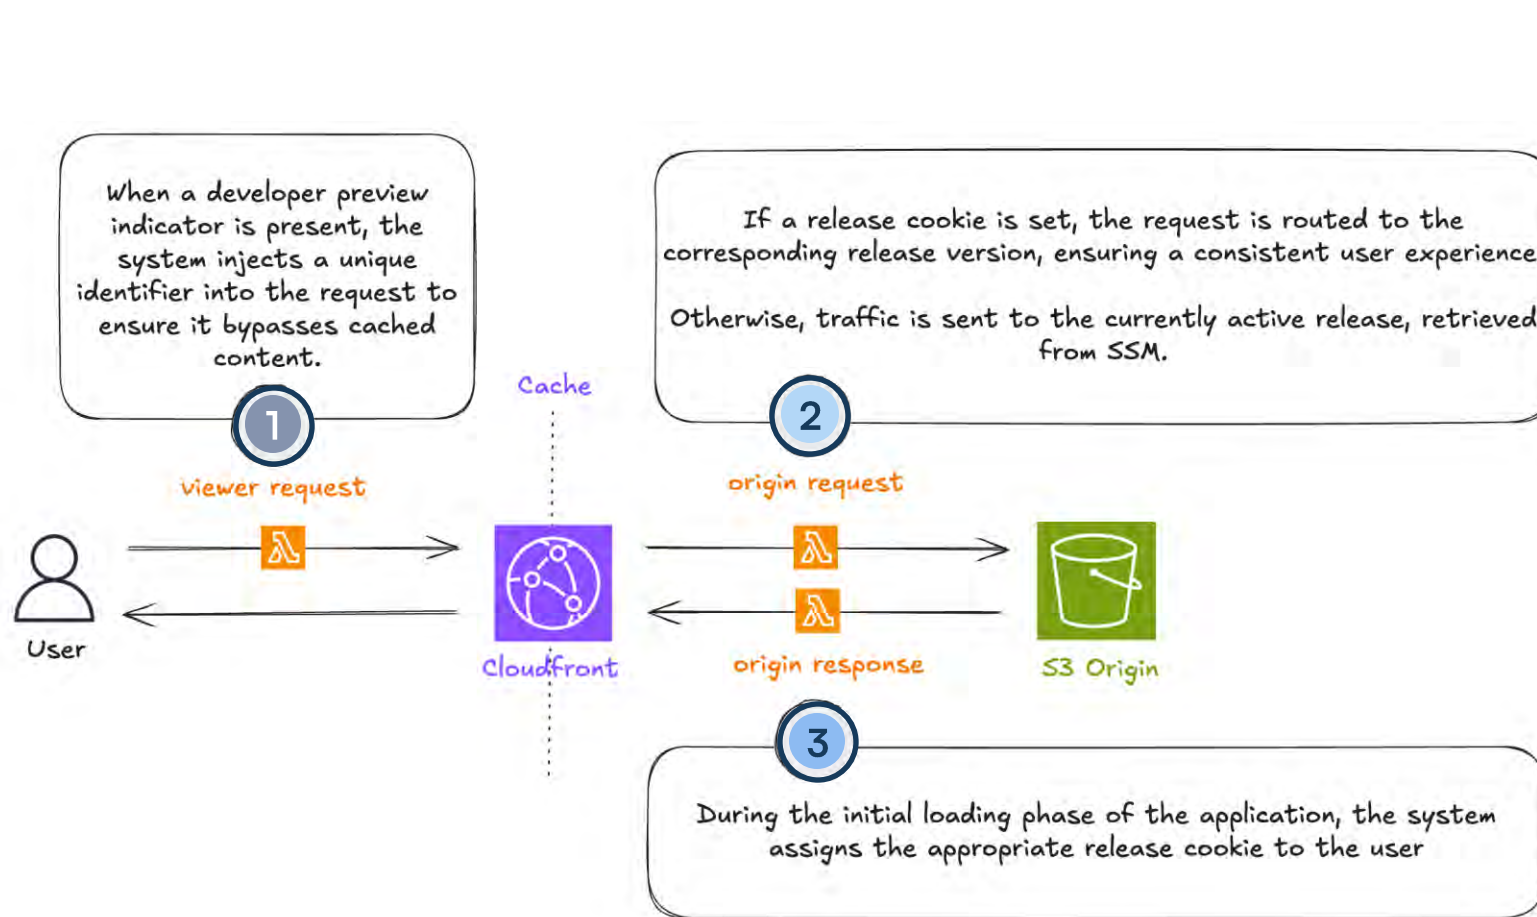 When a developer preview
indicator is present, the
system injects a unique
identifier into the request to
ensure it bypasses cached
content.
1
viewer request
Cache
If a release cookie is set, the request is routed to the
corresponding release version, ensuring a consistent user experience
Otherwise, traffic is sent to the currently active release, retrieved
from SSM.
2
origin request
User
Cloudfront
origin response
S3 Origin
3
During the initial loading phase of the application, the system
assigns the appropriate release cookie to the user